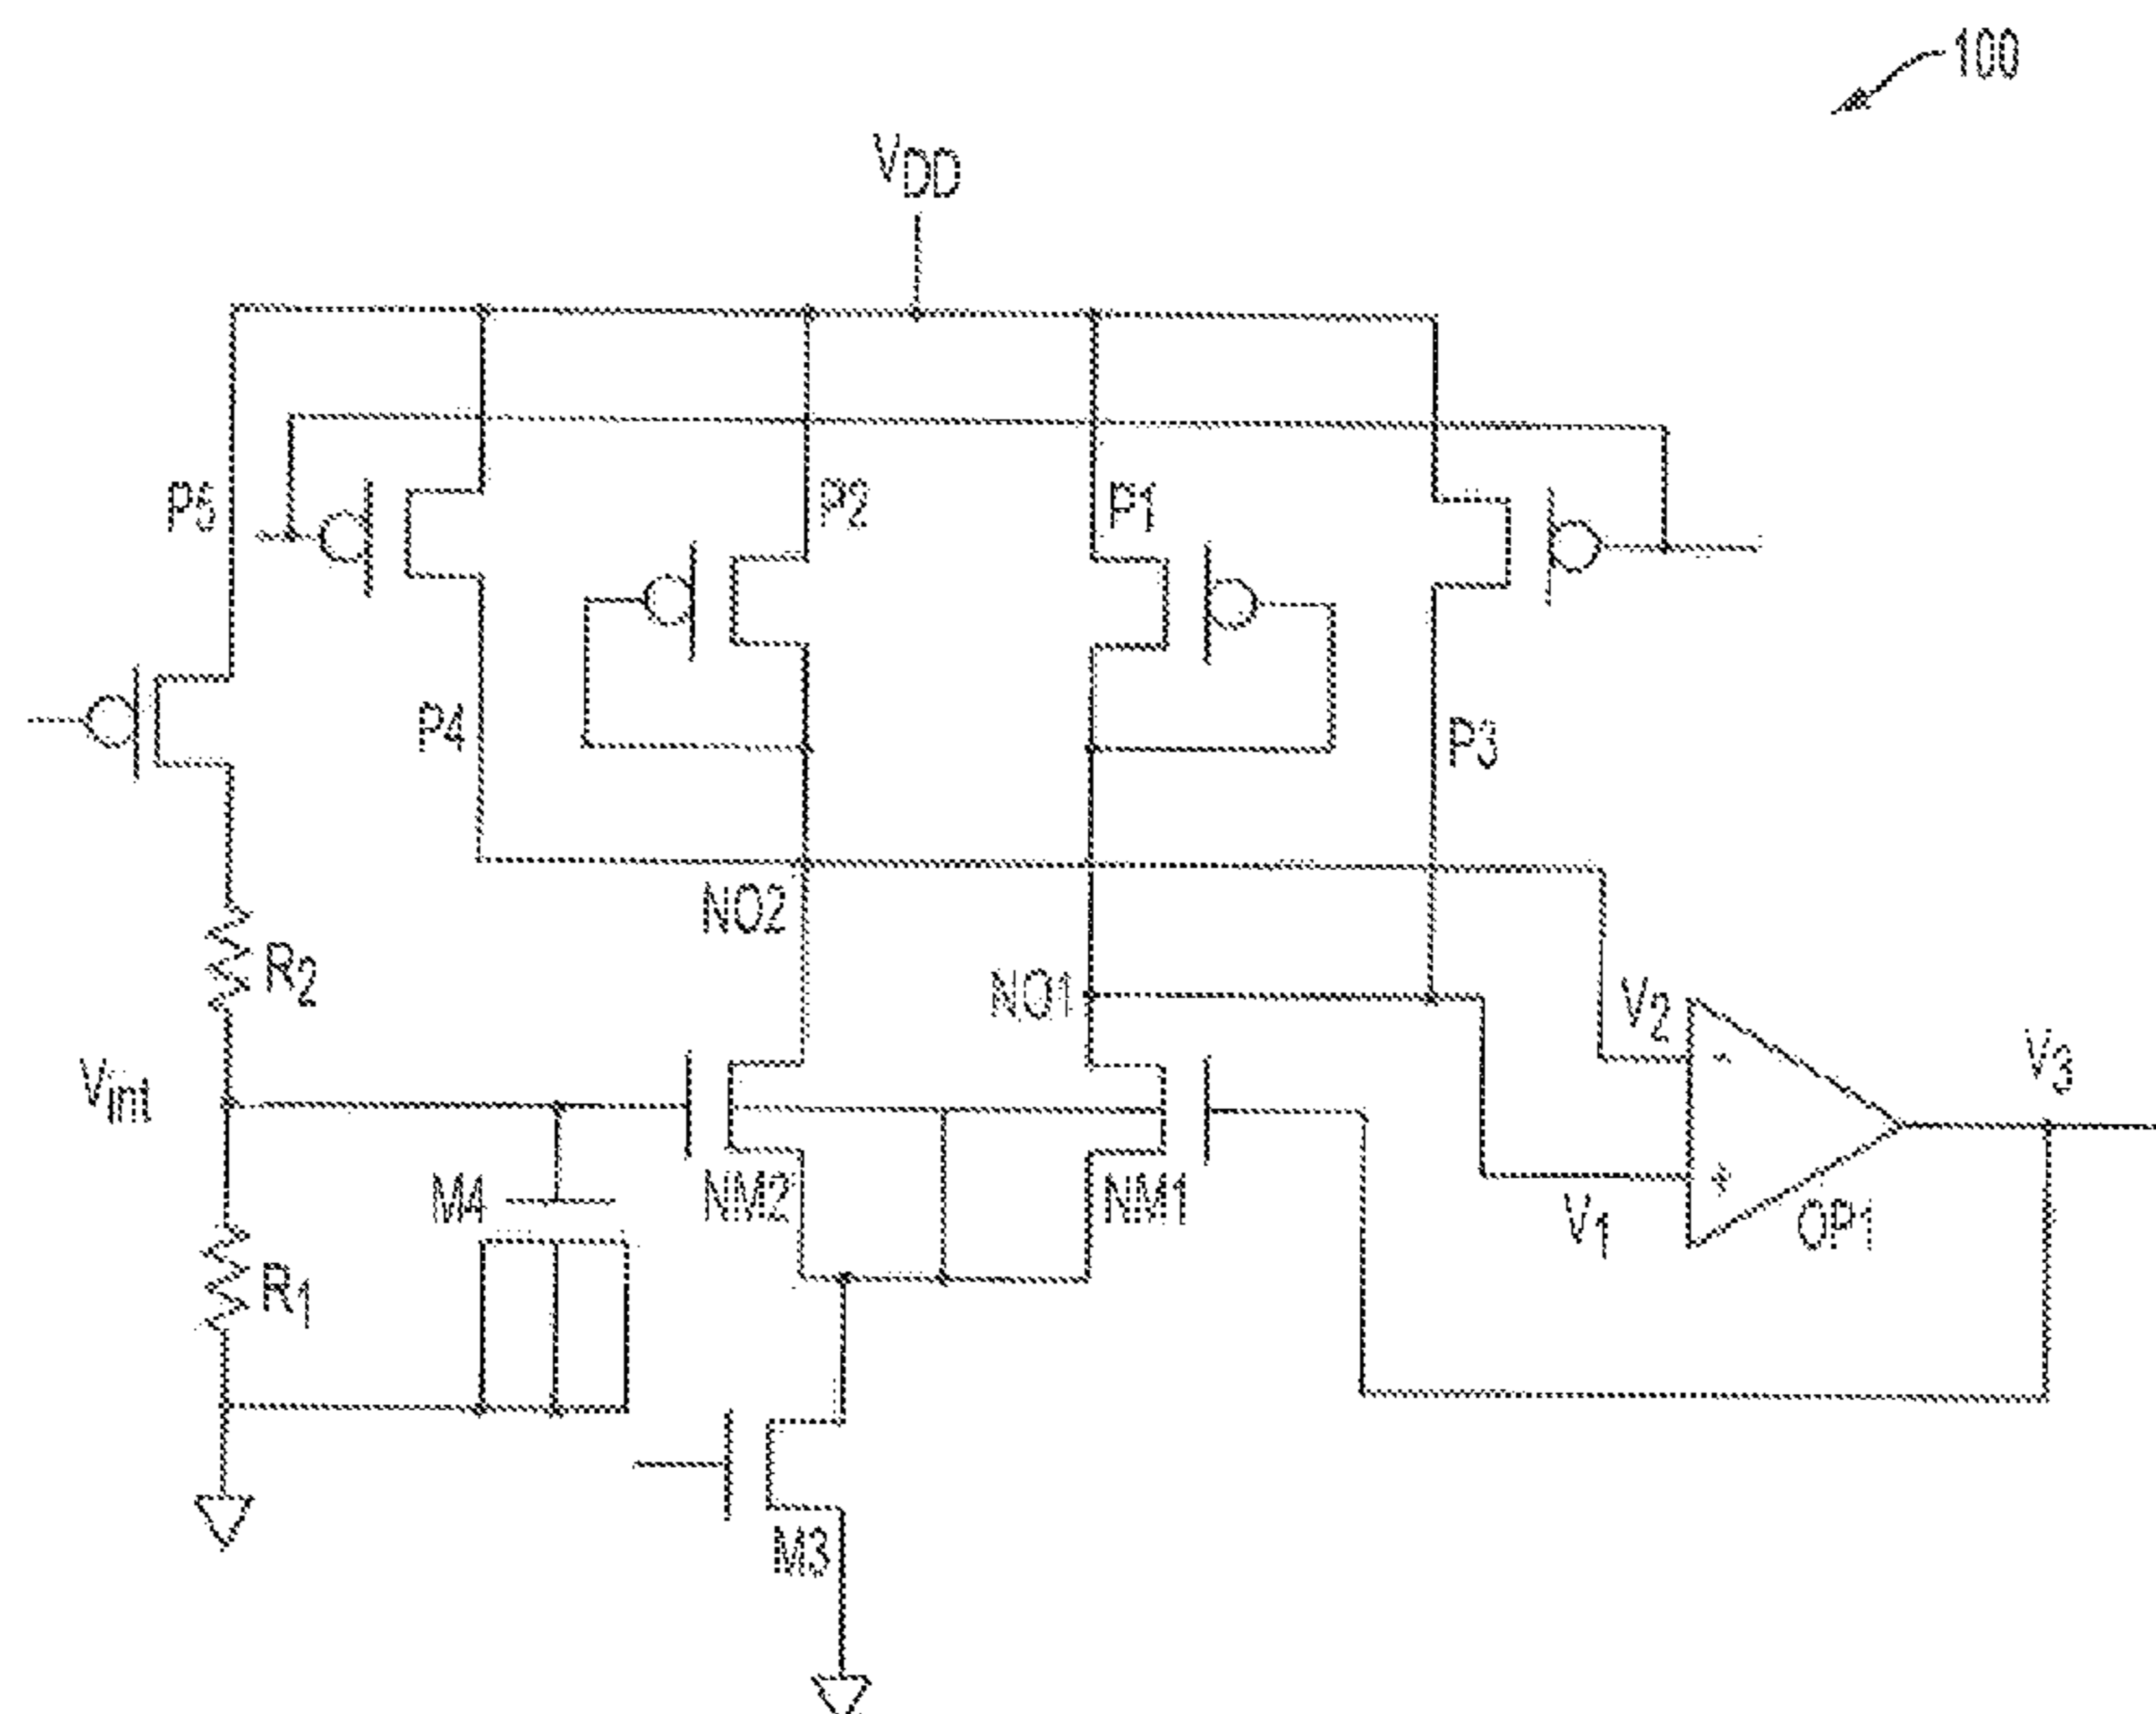 100
VDD
P5
P2
P1
P4
P3
NO2
R2
NO1
V2
Vint
V3
M4
NM2
NM1
-
+
V1
OP1
R1
M3